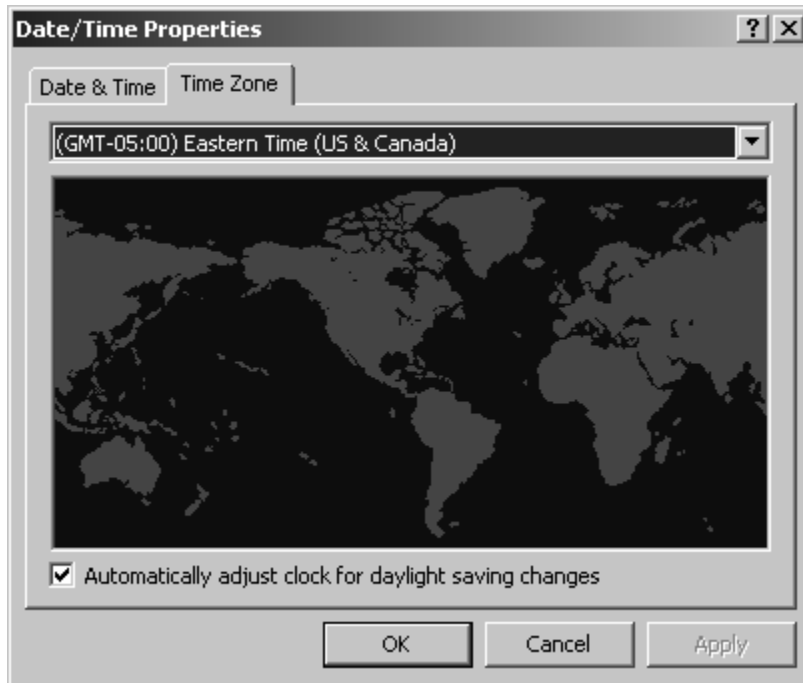 Date/Time Properties
Date & Time
Time Zone
(GMT-05:00) Eastern Time (US & Canada)
Automatically adjust clock for daylight saving changes
OK
Cancel
Apply